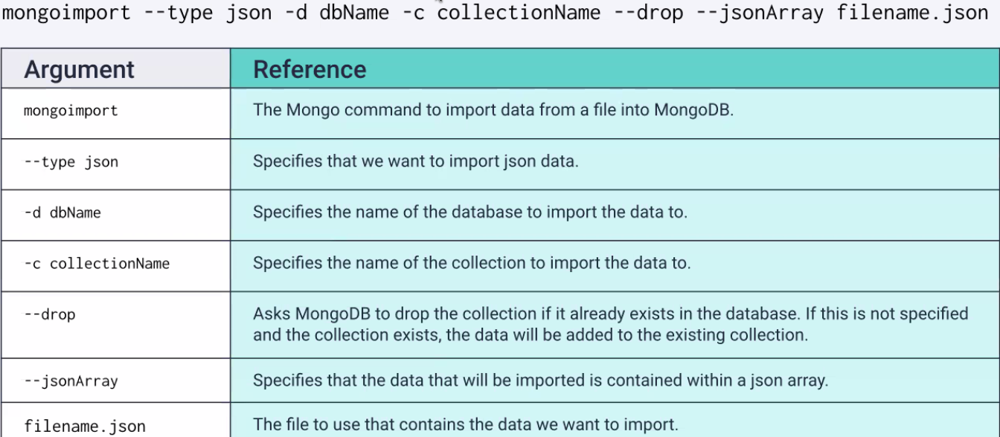 mongoimport --type json -d dbName -c collectionName --drop --jsonArray filename.json
Argument
Reference
mongoimport
The Mongo command to import data from a file into MongoDB.
--type json
Specifies that we want to import json data.
-d dbName
Specifies the name of the database to import the data to.
-c collectionName
Specifies the name of the collection to import the data to.
--drop
Asks MongoDB to drop the collection if it already exists in the database. If this is not specified
and the collection exists, the data will be added to the existing collection.
--jsonArray
Specifies that the data that will be imported is contained within a json array.
filename.json
The file to use that contains the data we want to import.